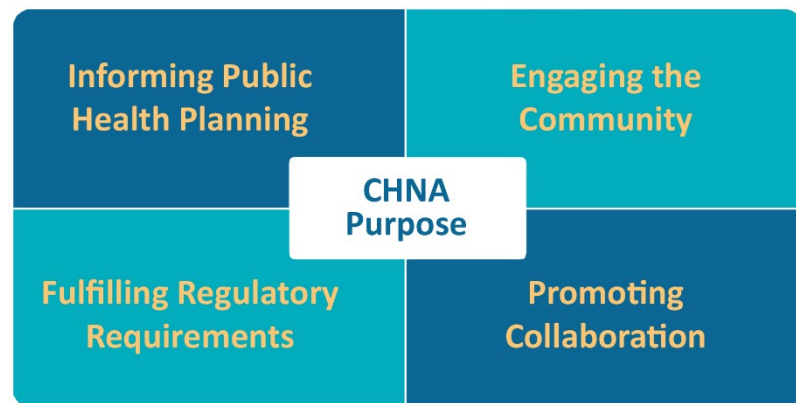 Informing Public
Health Planning
Engaging the
Community
CHNA
Purpose
Fulfilling Regulatory
Requirements
Promoting
Collaboration